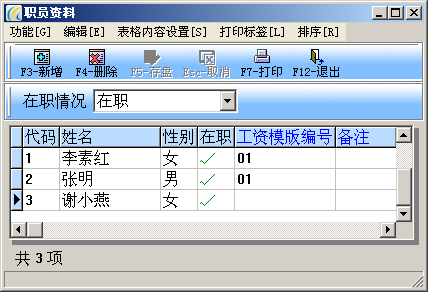 职员资料
功能[G] 编辑[E] 表格内容设置[S] 打印标签[L] 排序[R]
F3-新增 F4-删除 F5-存盘 Esc-取消 F7-打印 F12-退出
在职情况 在职
代码 姓名 性别 在职 工资模版编号 备注
1 李素红 女 01
2 张明 男 01
3 谢小燕 女
共 3 项